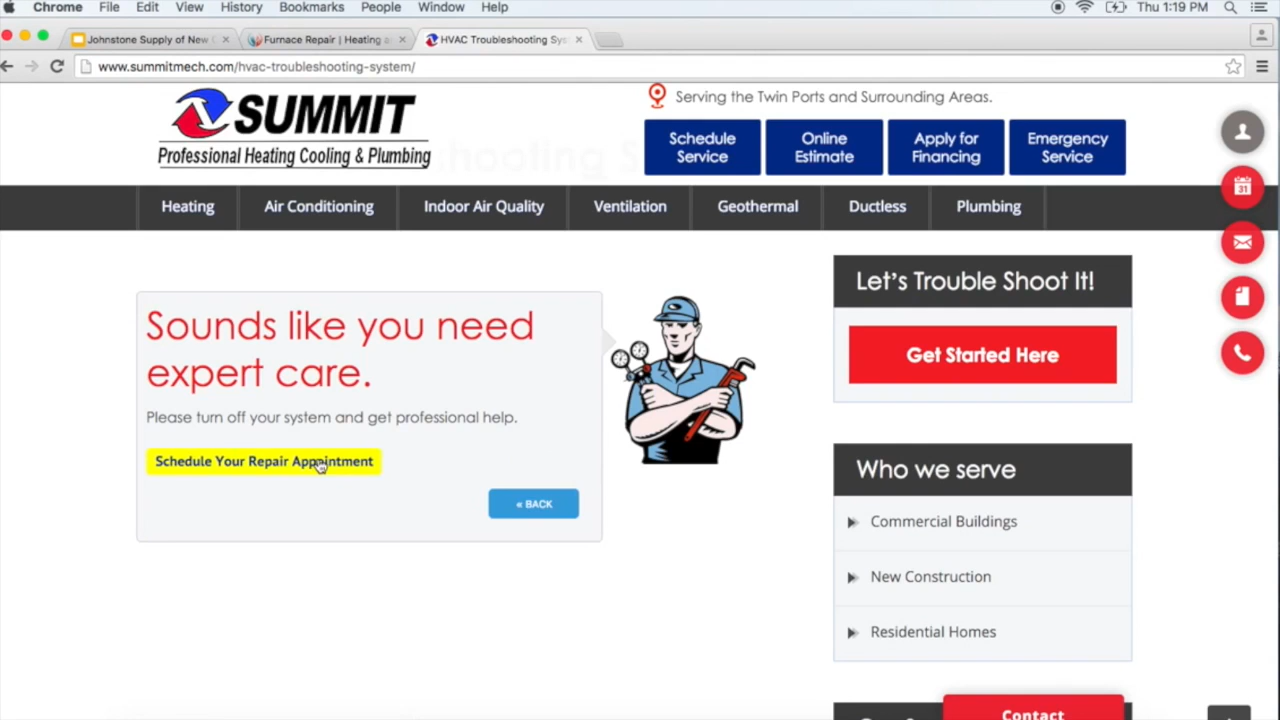 Chrome File Edit View History Bookmarks People Window Help Thu 1:19 PM
Johnstone Supply of New Furnace Repair | Heating a HVAC Troubleshooting Sys
www.summitmech.com/hvac-troubleshooting-system/
SUMMIT
Professional Heating Cooling & Plumbing
Serving the Twin Ports and Surrounding Areas.
Schedule
Service
Online
Estimate
Apply for
Financing
Emergency
Service
Heating Air Conditioning Indoor Air Quality Ventilation Geothermal Ductless Plumbing
31
Sounds like you need
expert care.
Please turn off your system and get professional help.
Schedule Your Repair Appointment
« BACK
Let's Trouble Shoot It!
Get Started Here
Who we serve
Commercial Buildings
New Construction
Residential Homes
Contact